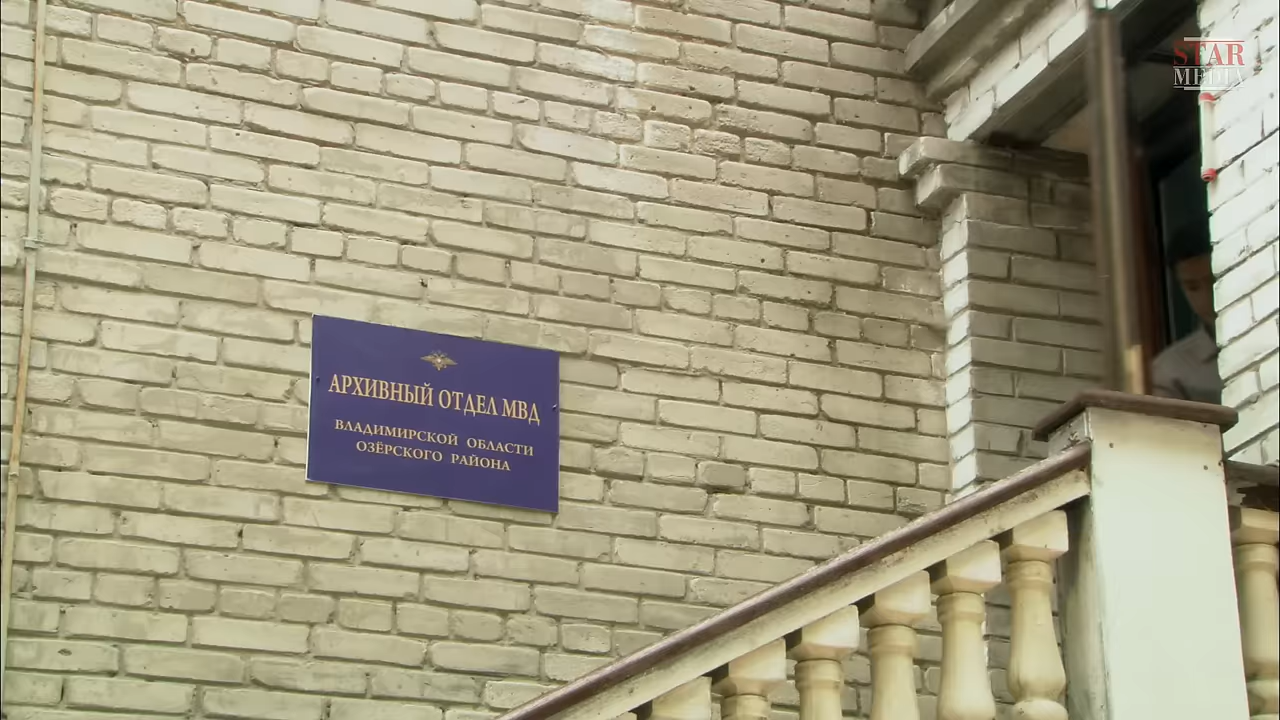 STAR
MEDIA
АРХИВНЫЙ ОТДЕЛ МВД
ВЛАДИМИРСКОЙ ОБЛАСТИ
ОЗЁРСКОГО РАЙОНА